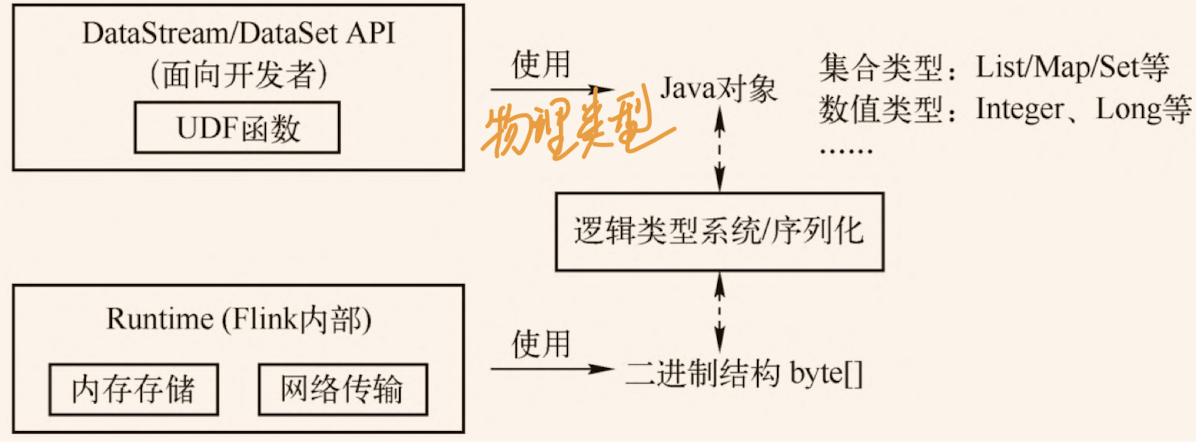 DataStream/DataSet API
（面向开发者）
UDF函数
使用
物理类型
Java对象
集合类型：List/Map/Set等
数值类型：Integer、Long等
……
逻辑类型系统/序列化
Runtime (Flink内部)
内存存储
网络传输
使用
二进制结构 byte[]